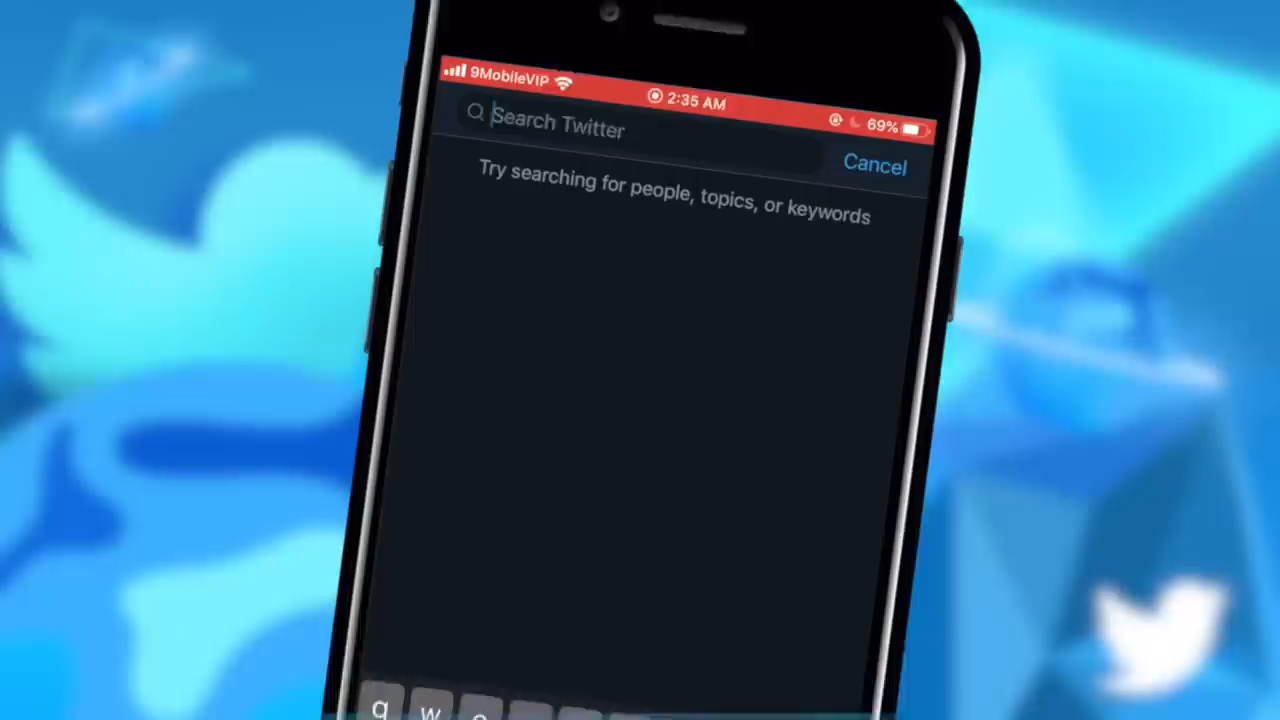 9MobileVIP 2:35 AM 69%
Search Twitter
Cancel
Try searching for people, topics, or keywords
q w